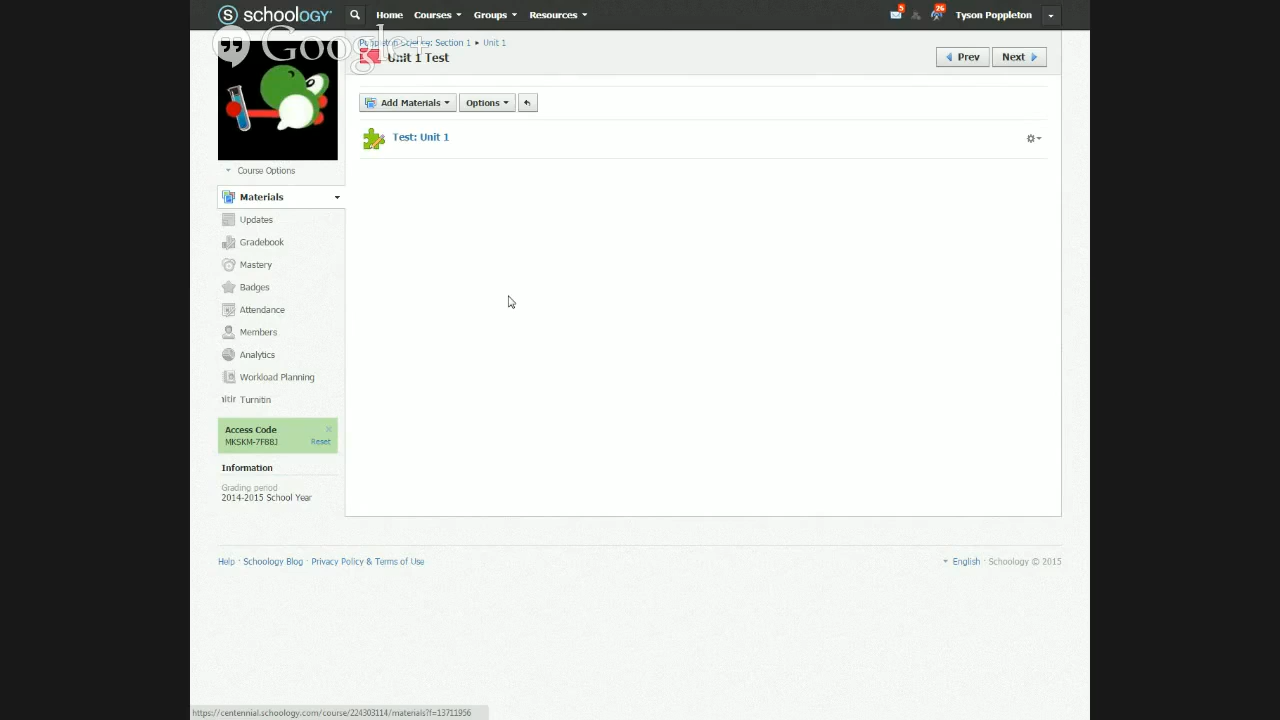 schoology
Home
Courses
Groups
Resources
5
26
Tyson Poppleton
Google+
Section 1
Unit 1
Unit 1 Test
Prev
Next
Add Materials
Options
Test: Unit 1
Course Options
Materials
Updates
Gradebook
Mastery
Badges
Attendance
Members
Analytics
Workload Planning
Turnitin
Access Code
MKSKM-7F8BJ
Reset
Information
Grading period
2014-2015 School Year
Help · Schoology Blog · Privacy Policy & Terms of Use
English · Schoology © 2015
https://centennial.schoology.com/course/224303114/materials?f=13711956